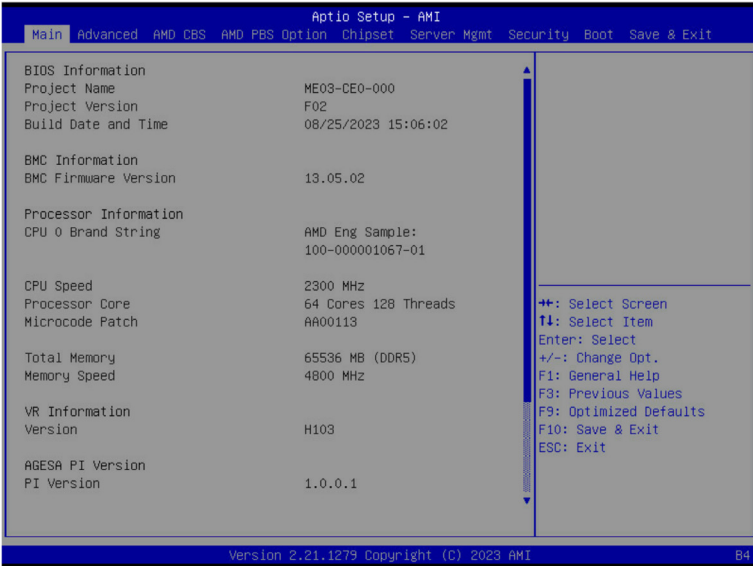 Aptio Setup - AMI
Main Advanced AMD CBS AMD PBS Option Chipset Server Mgmt Security Boot Save & Exit
BIOS Information
Project Name ME03-CE0-000
Project Version F02
Build Date and Time 08/25/2023 15:06:02
BMC Information
BMC Firmware Version 13.05.02
Processor Information
CPU 0 Brand String AMD Eng Sample:
100-000001067-01
CPU Speed 2300 MHz
Processor Core 64 Cores 128 Threads
Microcode Patch AA00113
Total Memory 65536 MB (DDR5)
Memory Speed 4800 MHz
VR Information
Version H103
AGESA PI Version
PI Version 1.0.0.1
→←: Select Screen
↑↓: Select Item
Enter: Select
+/-: Change Opt.
F1: General Help
F3: Previous Values
F9: Optimized Defaults
F10: Save & Exit
ESC: Exit
Version 2.21.1279 Copyright (C) 2023 AMI
B4